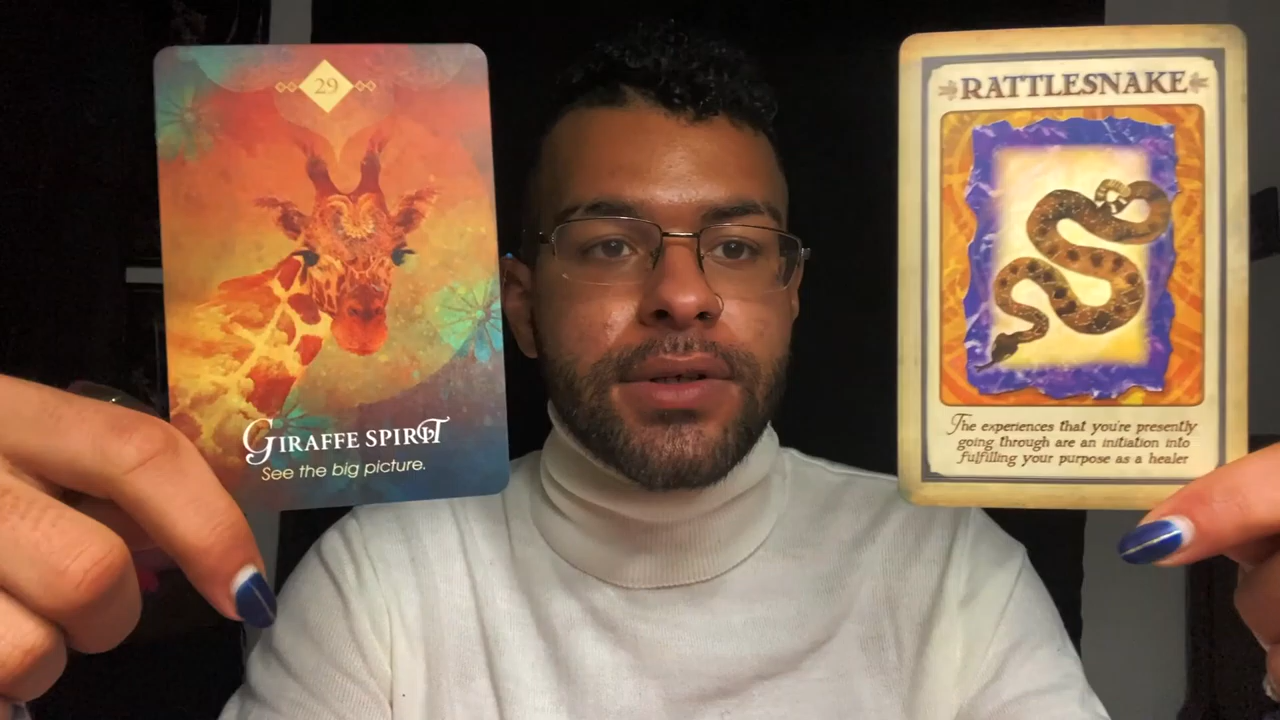 29
GIRAFFE SPIRIT
See the big picture.
RATTLESNAKE
The experiences that you're presently
going through are an initiation into
fulfilling your purpose as a healer